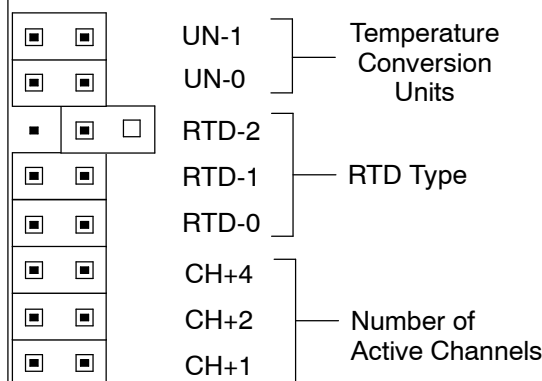 UN-1
UN-0
Temperature
Conversion
Units
RTD-2
RTD-1
RTD-0
RTD Type
CH+4
CH+2
CH+1
Number of
Active Channels